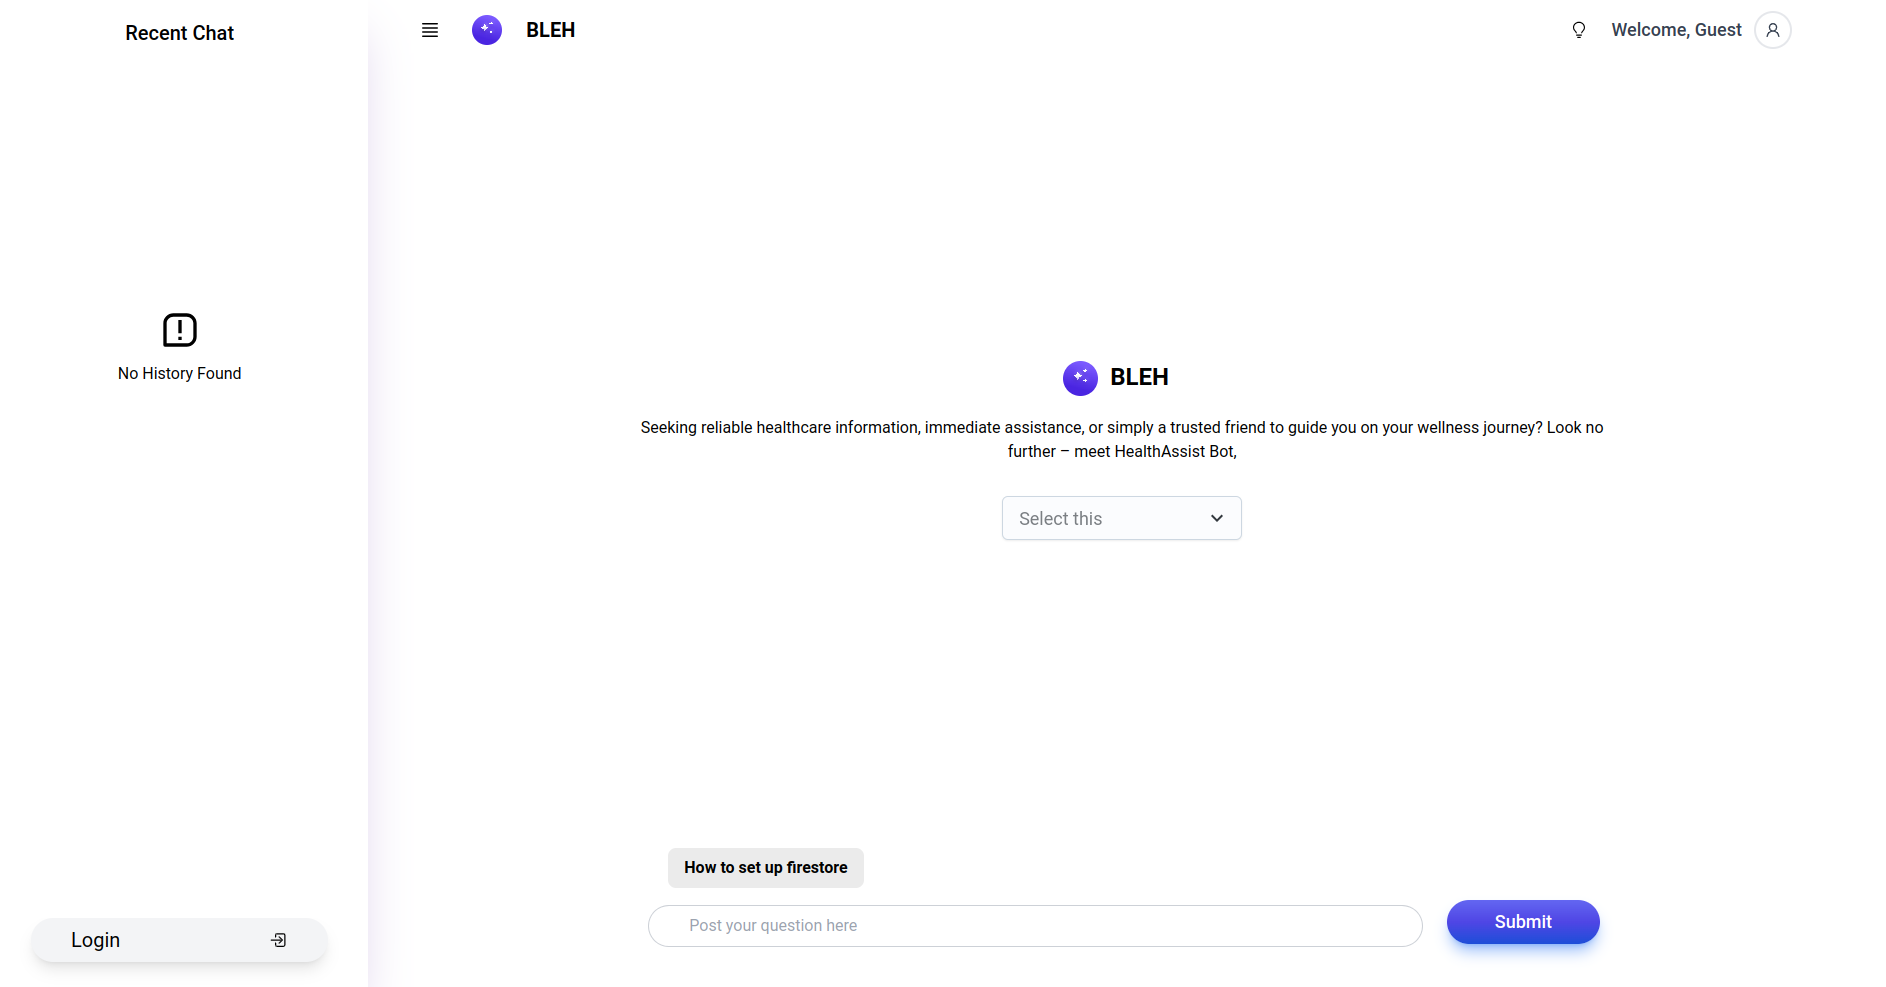 Recent Chat
No History Found
Login
BLEH
Welcome, Guest
BLEH
Seeking reliable healthcare information, immediate assistance, or simply a trusted friend to guide you on your wellness journey? Look no
further – meet HealthAssist Bot,
Select this
How to set up firestore
Post your question here
Submit